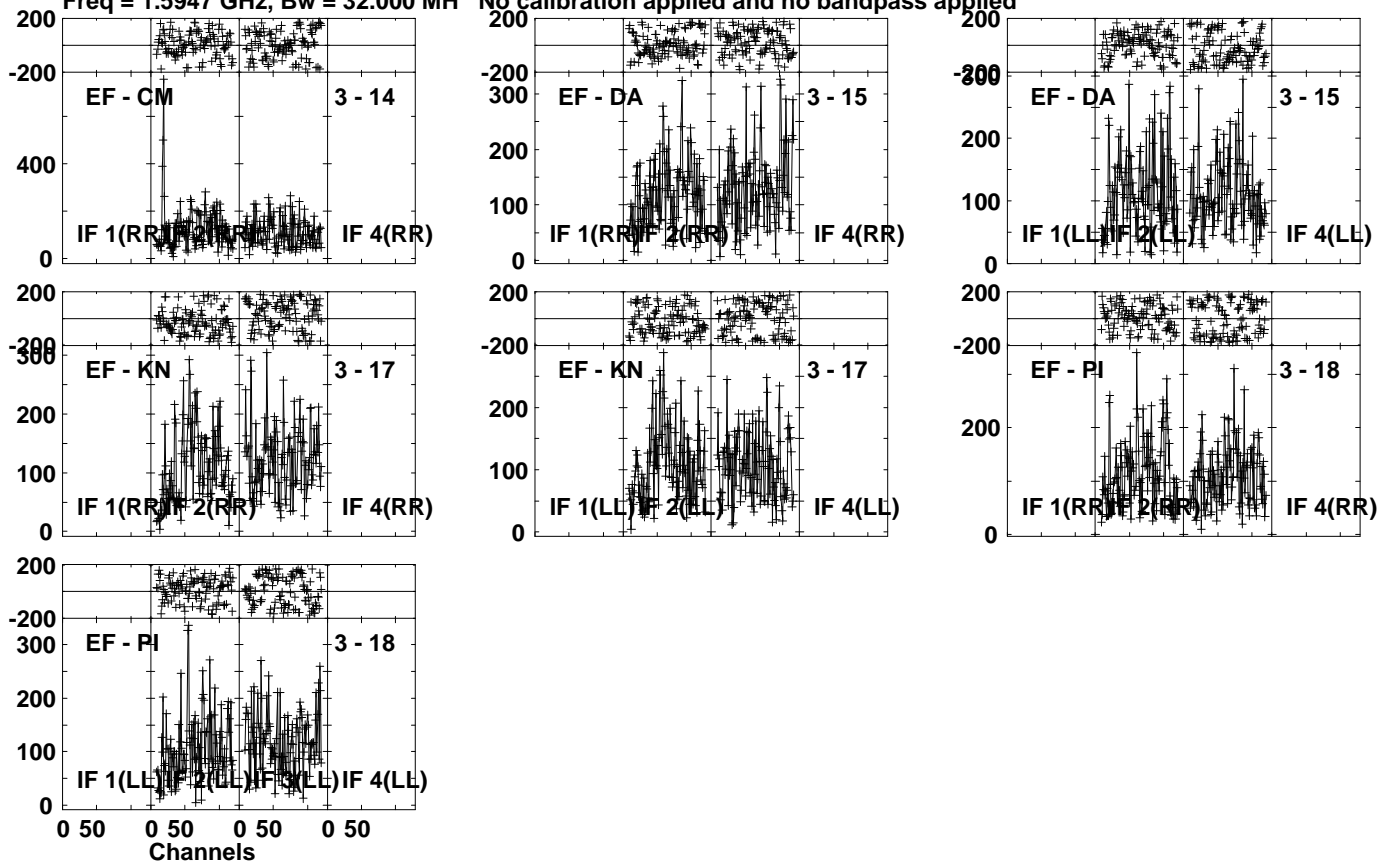 Freq = 1.5947 GHz, Bw = 32.000 MH No calibration applied and no bandpass applied
200
-200
EF - CM 3 - 14
400
0
IF 1(RR) IF 2(RR) IF 4(RR)
200
-200
EF - DA 3 - 15
300
200
100
0
IF 1(RR) IF 2(RR) IF 4(RR)
200
-200
300
EF - DA 3 - 15
200
100
0
IF 1(LL) IF 2(LL) IF 4(LL)
200
-200
300
EF - KN 3 - 17
200
100
0
IF 1(RR) IF 2(RR) IF 4(RR)
200
-200
EF - KN 3 - 17
200
100
0
IF 1(LL) IF 2(LL) IF 4(LL)
200
-200
EF - PI 3 - 18
200
0
IF 1(RR) IF 2(RR) IF 4(RR)
200
-200
EF - PI 3 - 18
300
200
100
0
IF 1(LL) IF 2(LL) IF 3(LL) IF 4(LL)
0 50 0 50 0 50 0 50
Channels